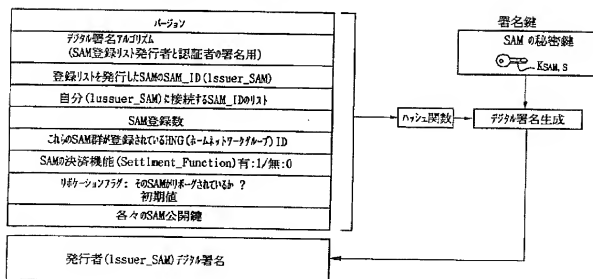 バージョン
デジタル署名アルゴリズム
(SAM登録リスト発行者と認証者の署名用)
登録リストを発行したSAMのSAM_ID(Issuer_SAM)
自分(Iussuer_SAM)に接続するSAM_IDのリスト
SAM登録数
これらのSAM群が登録されているHNG(ホームネットワークグループ)ID
SAMの決済機能(Settlment_Function)有:1/無:0
リボケーションフラグ: そのSAMがリボークされているか ?
初期値
各々のSAM公開鍵
発行者(Issuer_SAM)デジタル署名
ハッシュ関数
署名鍵
SAM の秘密鍵
KSAM,S
デジタル署名生成